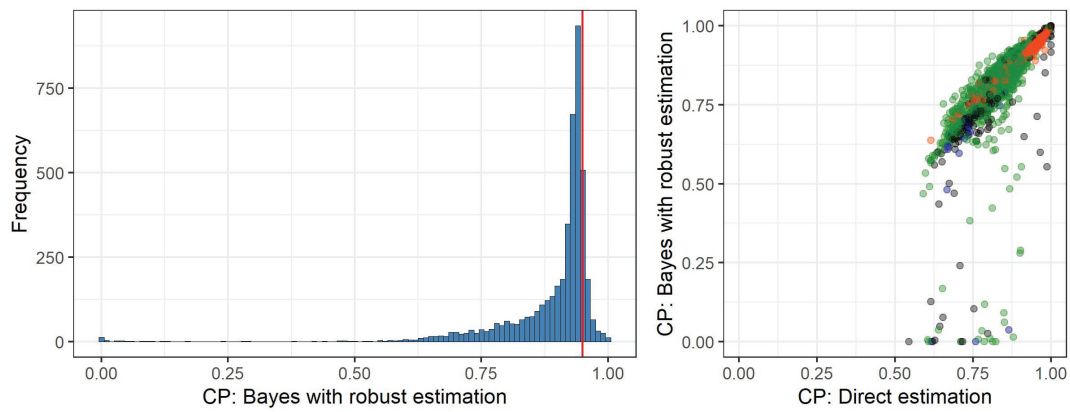 Frequency
750
500
250
0
0.00 0.25 0.50 0.75 1.00
CP: Bayes with robust estimation
CP: Bayes with robust estimation
1.00
0.75
0.50
0.25
0.00
0.00 0.25 0.50 0.75 1.00
CP: Direct estimation